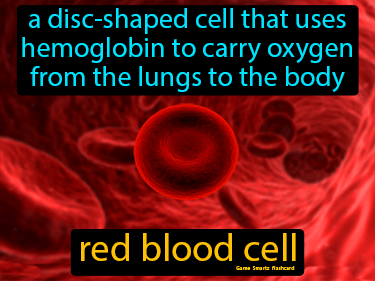 a disc-shaped cell that uses
hemoglobin to carry oxygen
from the lungs to the body
red blood cell
Game Smartz flashcard